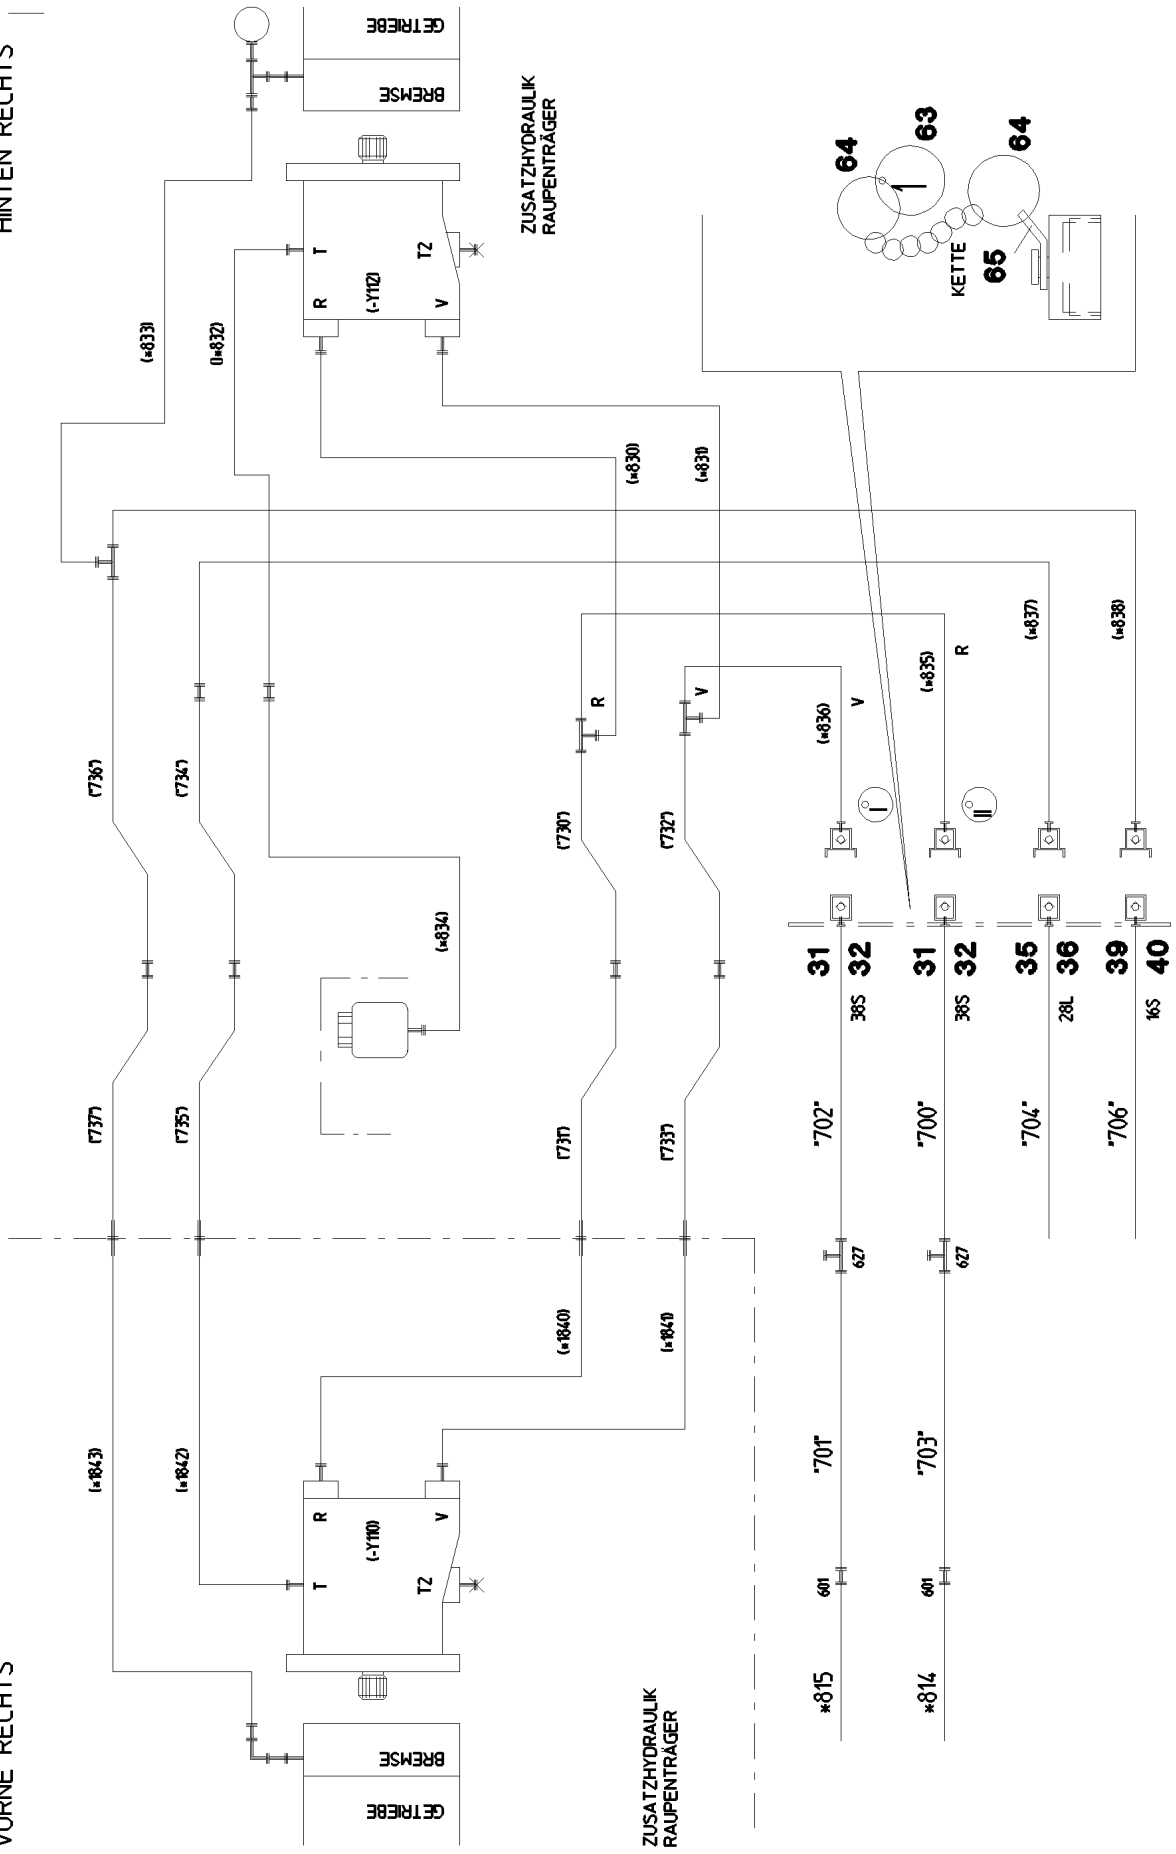 VORNE RECHTS
HINTEN RECHTS
GETRIEBE
BREMSE
BREMSE
GETRIEBE
(*1843)
("737")
("736")
(*833)
(*1842)
("735")
("734")
(*832)
T
R
(-Y110)
T2
V
T
R
(-Y112)
T2
V
(*834)
ZUSATZHYDRAULIK
RAUPENTRÄGER
ZUSATZHYDRAULIK
RAUPENTRÄGER
(*1840)
("731")
("730")
R
(*830)
(*1841)
("733")
("732")
V
(*831)
*815
601
"701"
627
"702"
38S
31
32
I
(*836)
V
*814
601
"703"
627
"700"
38S
31
32
II
(*835)
R
"704"
28L
35
36
(*837)
"706"
16S
39
40
(*838)
64
63
I
64
KETTE
65